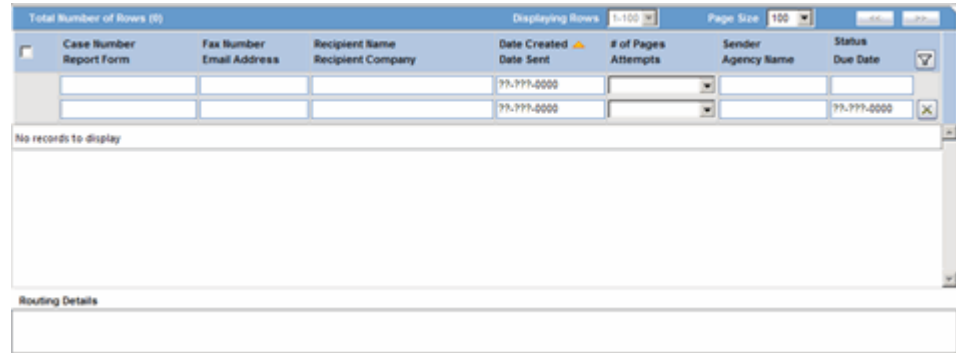 Total Number of Rows (0) Displaying Rows 1-100 Page Size 100 << >>
Case Number Fax Number Recipient Name Date Created # of Pages Sender Status
Report Form Email Address Recipient Company Date Sent Attempts Agency Name Due Date
??-???-0000
??-???-0000 ??-???-0000
No records to display
Routing Details